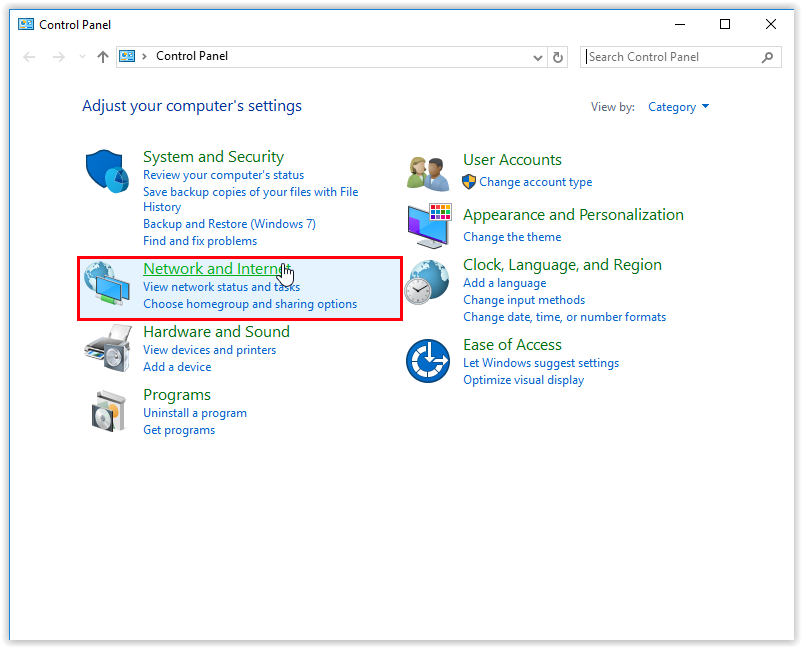 Control Panel
Control Panel
Search Control Panel
Adjust your computer's settings
View by: Category
System and Security
Review your computer's status
Save backup copies of your files with File
History
Backup and Restore (Windows 7)
Find and fix problems
Network and Internet
View network status and tasks
Choose homegroup and sharing options
Hardware and Sound
View devices and printers
Add a device
Programs
Uninstall a program
Get programs
User Accounts
Change account type
Appearance and Personalization
Change the theme
Clock, Language, and Region
Add a language
Change input methods
Change date, time, or number formats
Ease of Access
Let Windows suggest settings
Optimize visual display